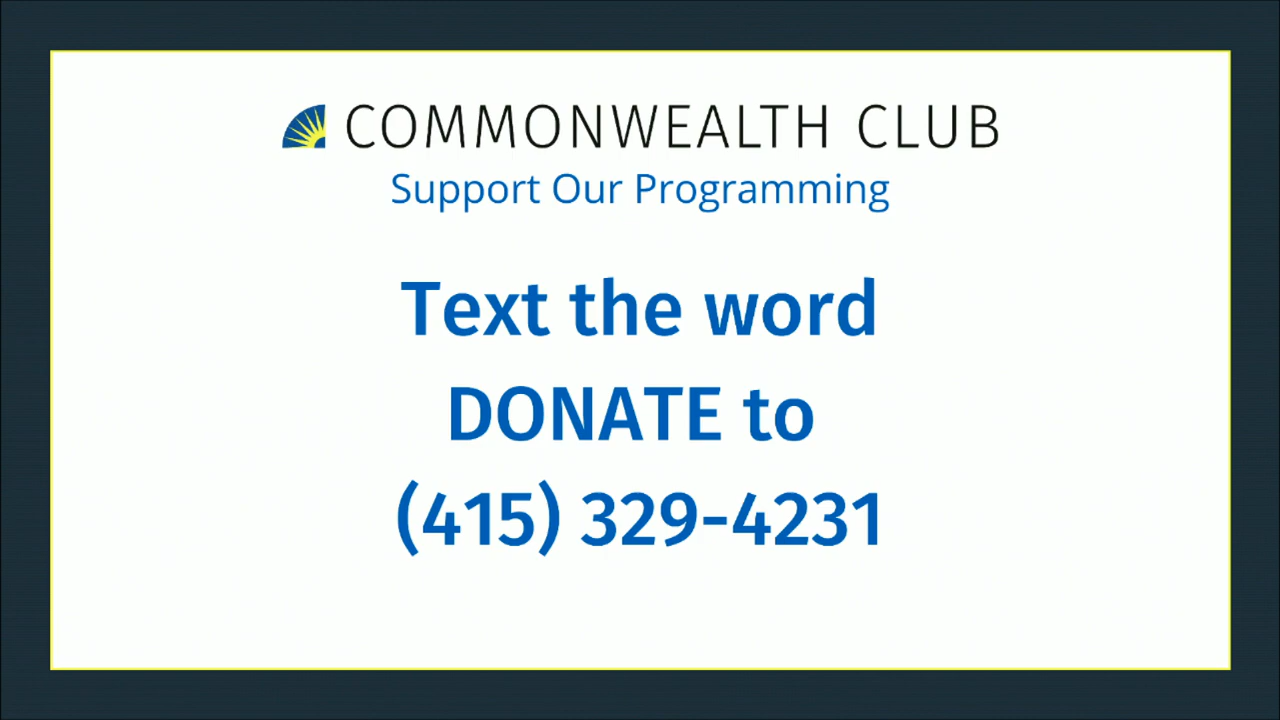 COMMONWEALTH CLUB
Support Our Programming
Text the word
DONATE to
(415) 329-4231